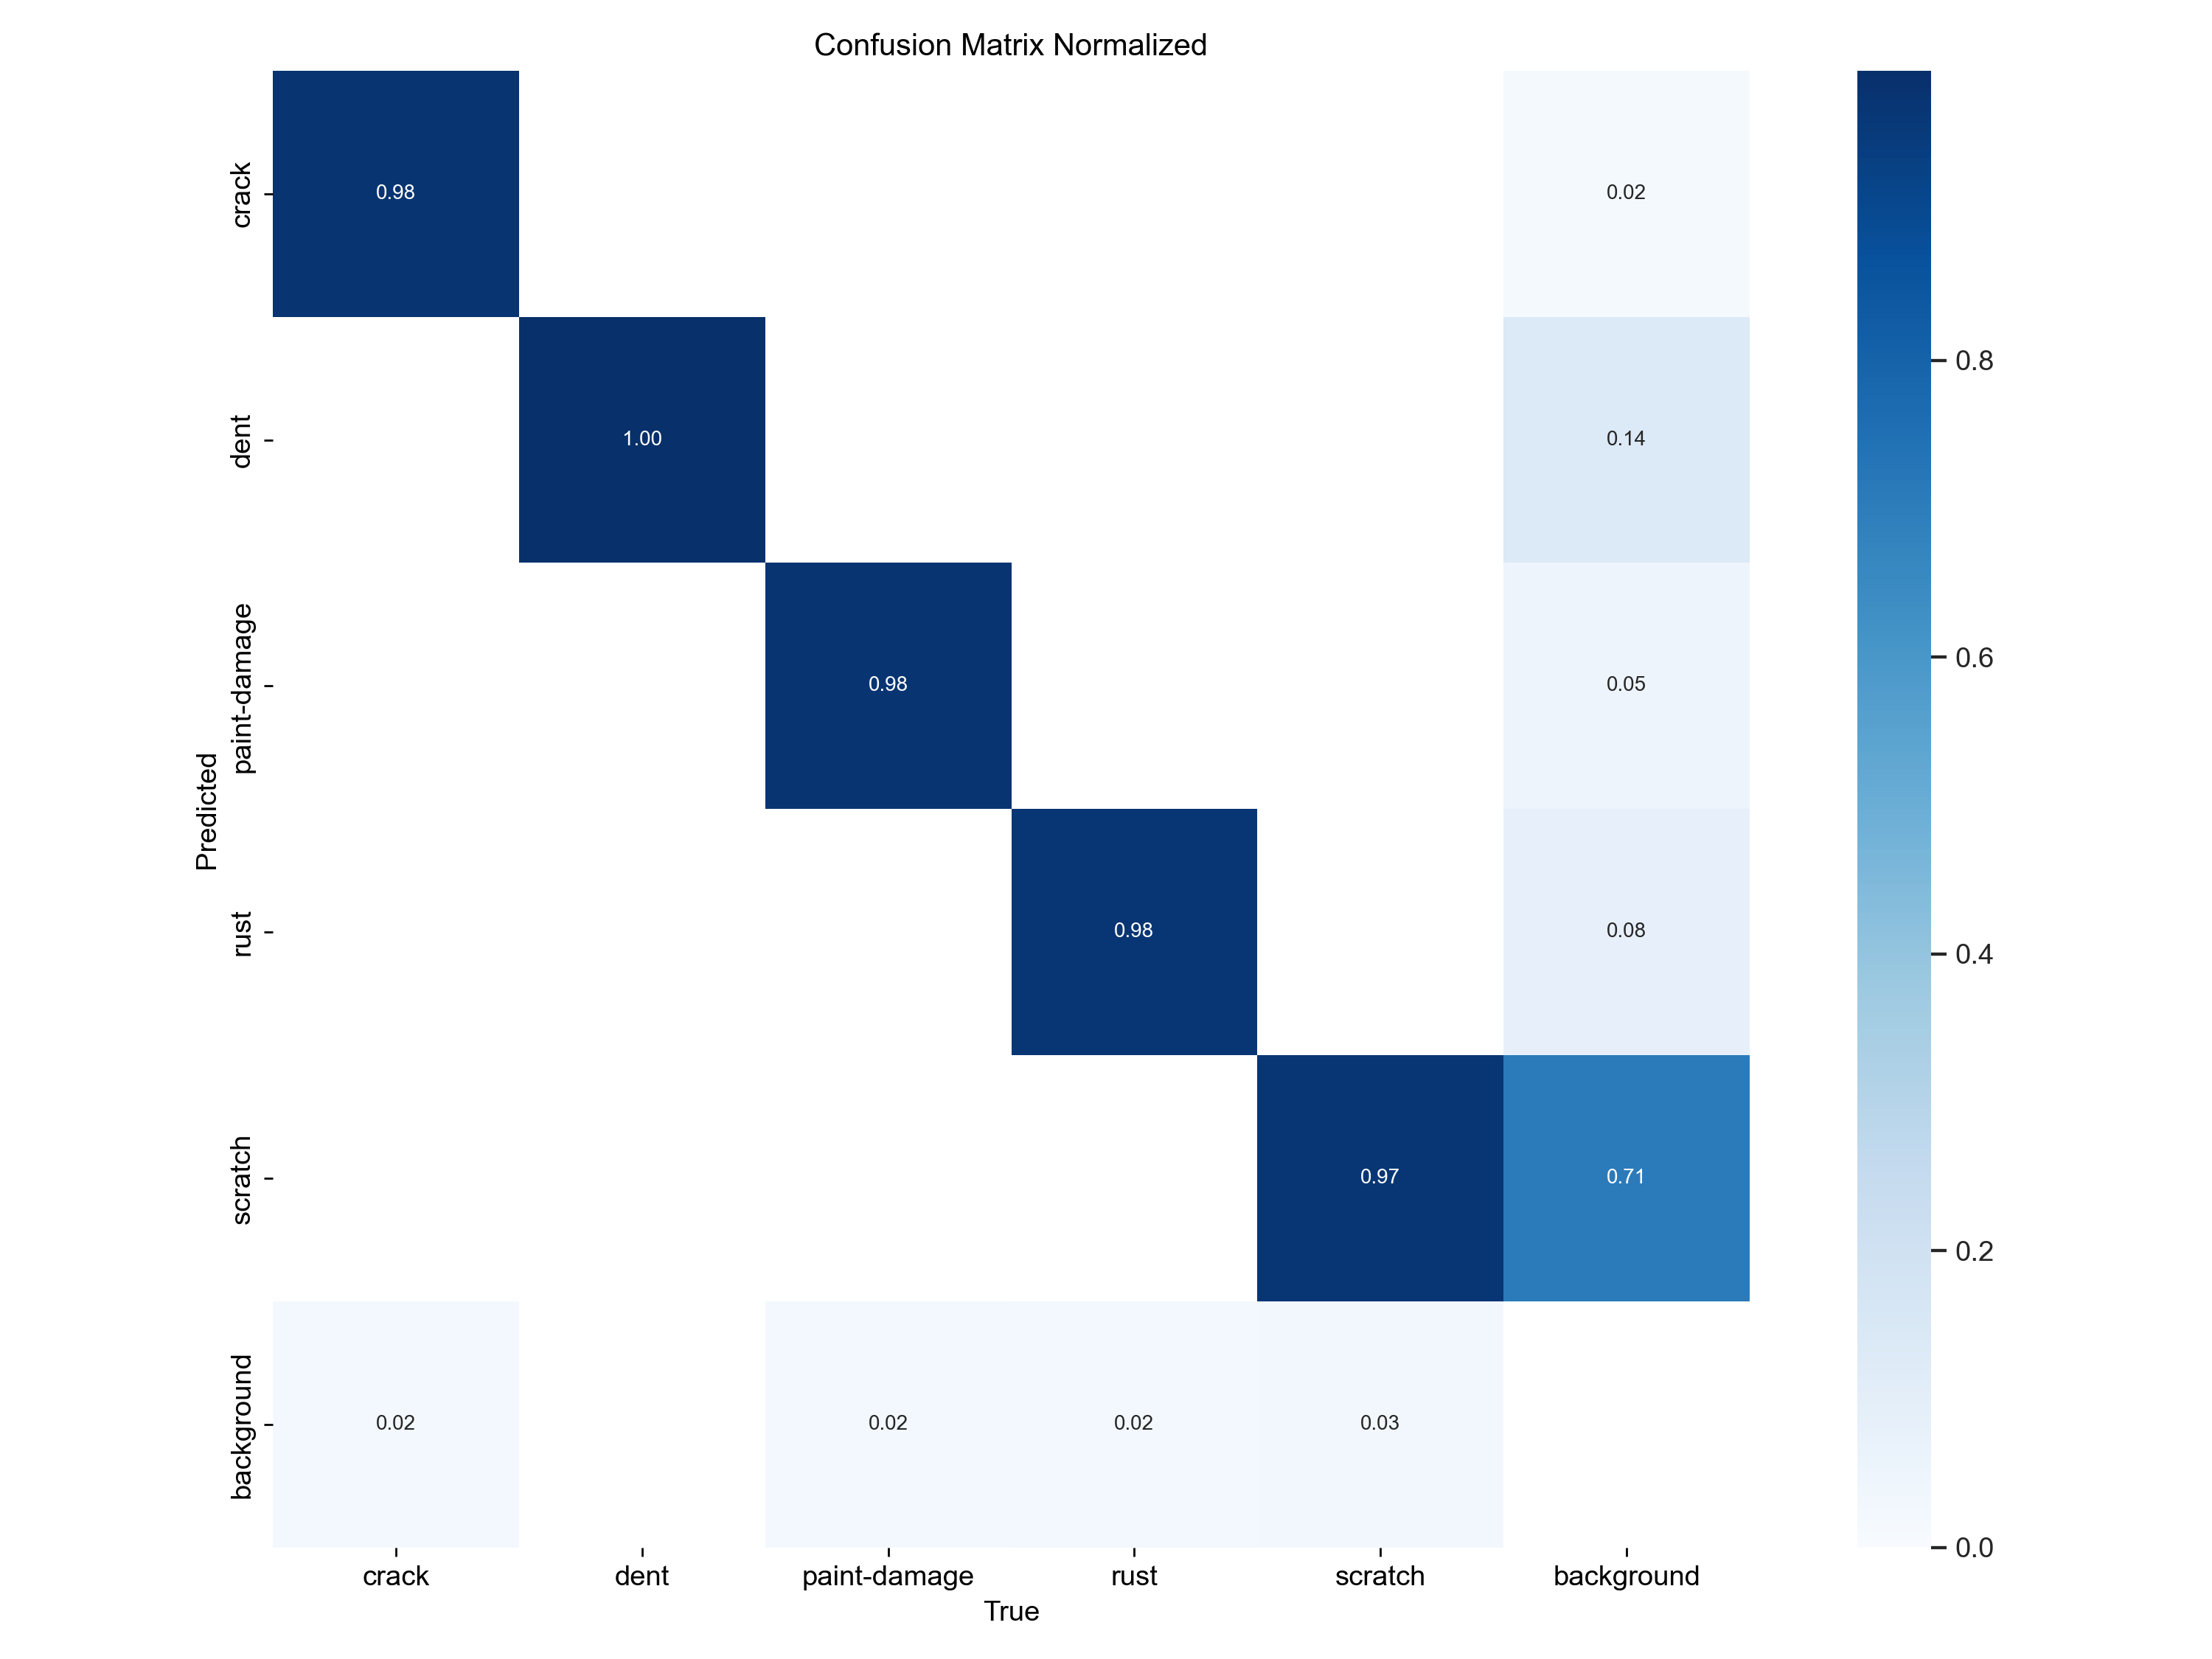 Confusion Matrix Normalized
crack
0.98
0.02
dent
1.00
0.14
0.8
paint-damage
0.98
0.05
0.6
Predicted
rust
0.98
0.08
0.4
scratch
0.97
0.71
0.2
background
0.02
0.02
0.02
0.03
0.0
crack
dent
paint-damage
rust
scratch
background
True